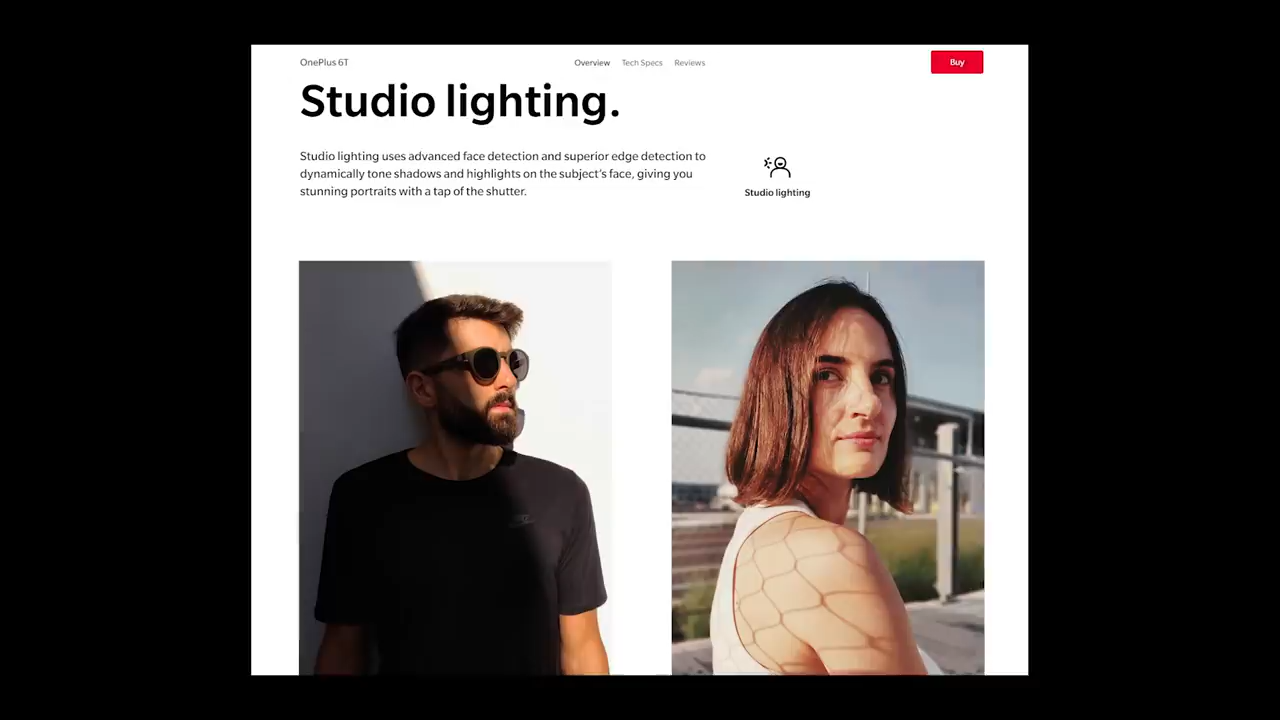 OnePlus 6T
Overview Tech Specs Reviews
Buy
Studio lighting.
Studio lighting uses advanced face detection and superior edge detection to
dynamically tone shadows and highlights on the subject's face, giving you
stunning portraits with a tap of the shutter.
Studio lighting